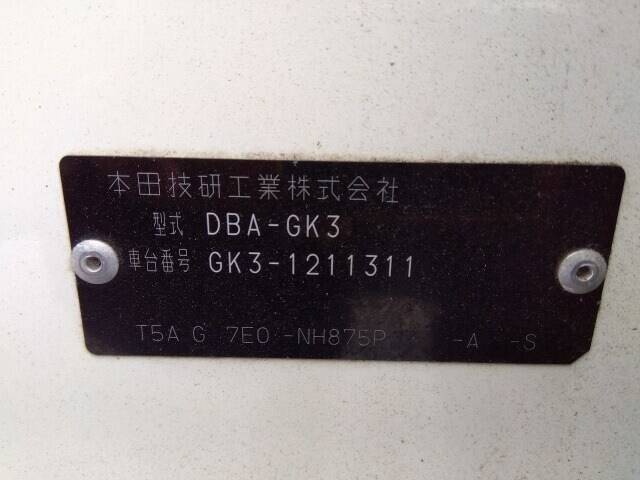 本田技研工業株式会社
型式 DBA-GK3
車台番号 GK3-1211311
T5A G 7E0 -NH875P -A -S